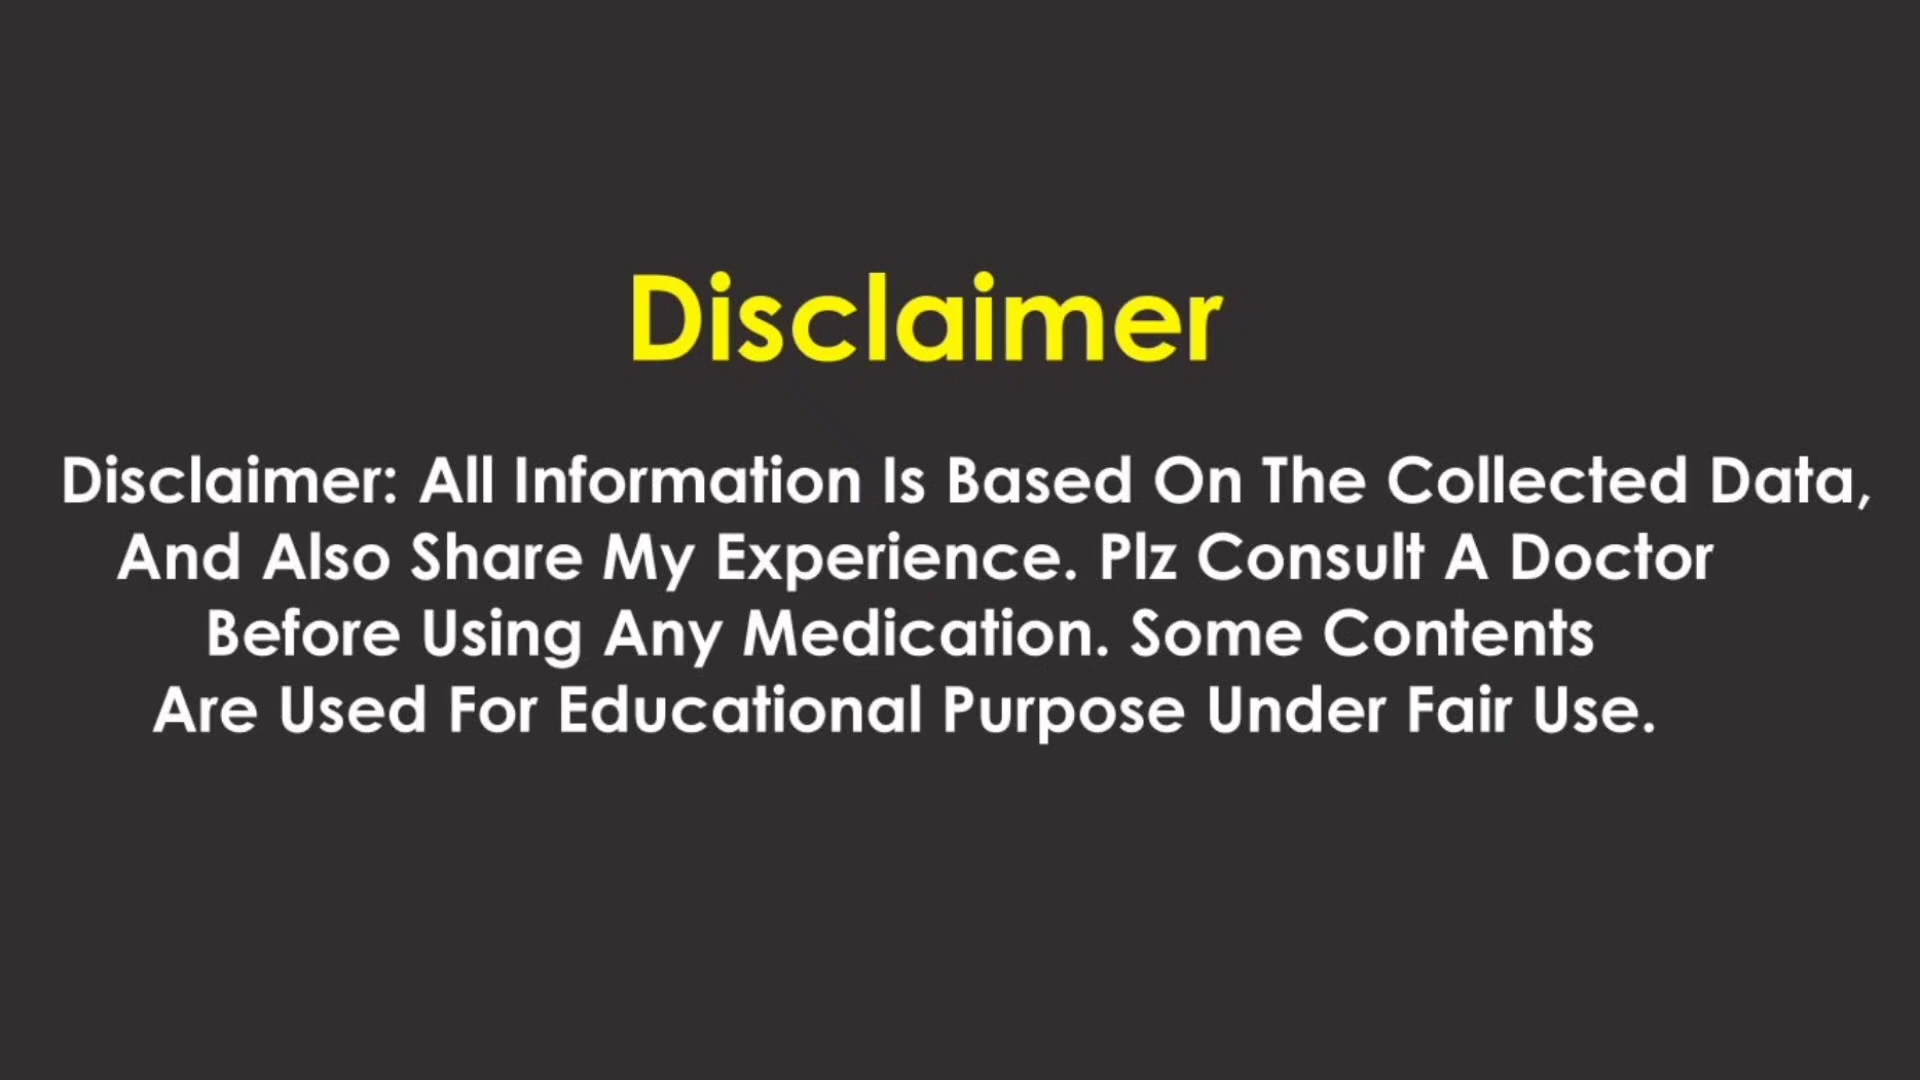 Disclaimer
Disclaimer: All Information Is Based On The Collected Data,
And Also Share My Experience. Plz Consult A Doctor
Before Using Any Medication. Some Contents
Are Used For Educational Purpose Under Fair Use.